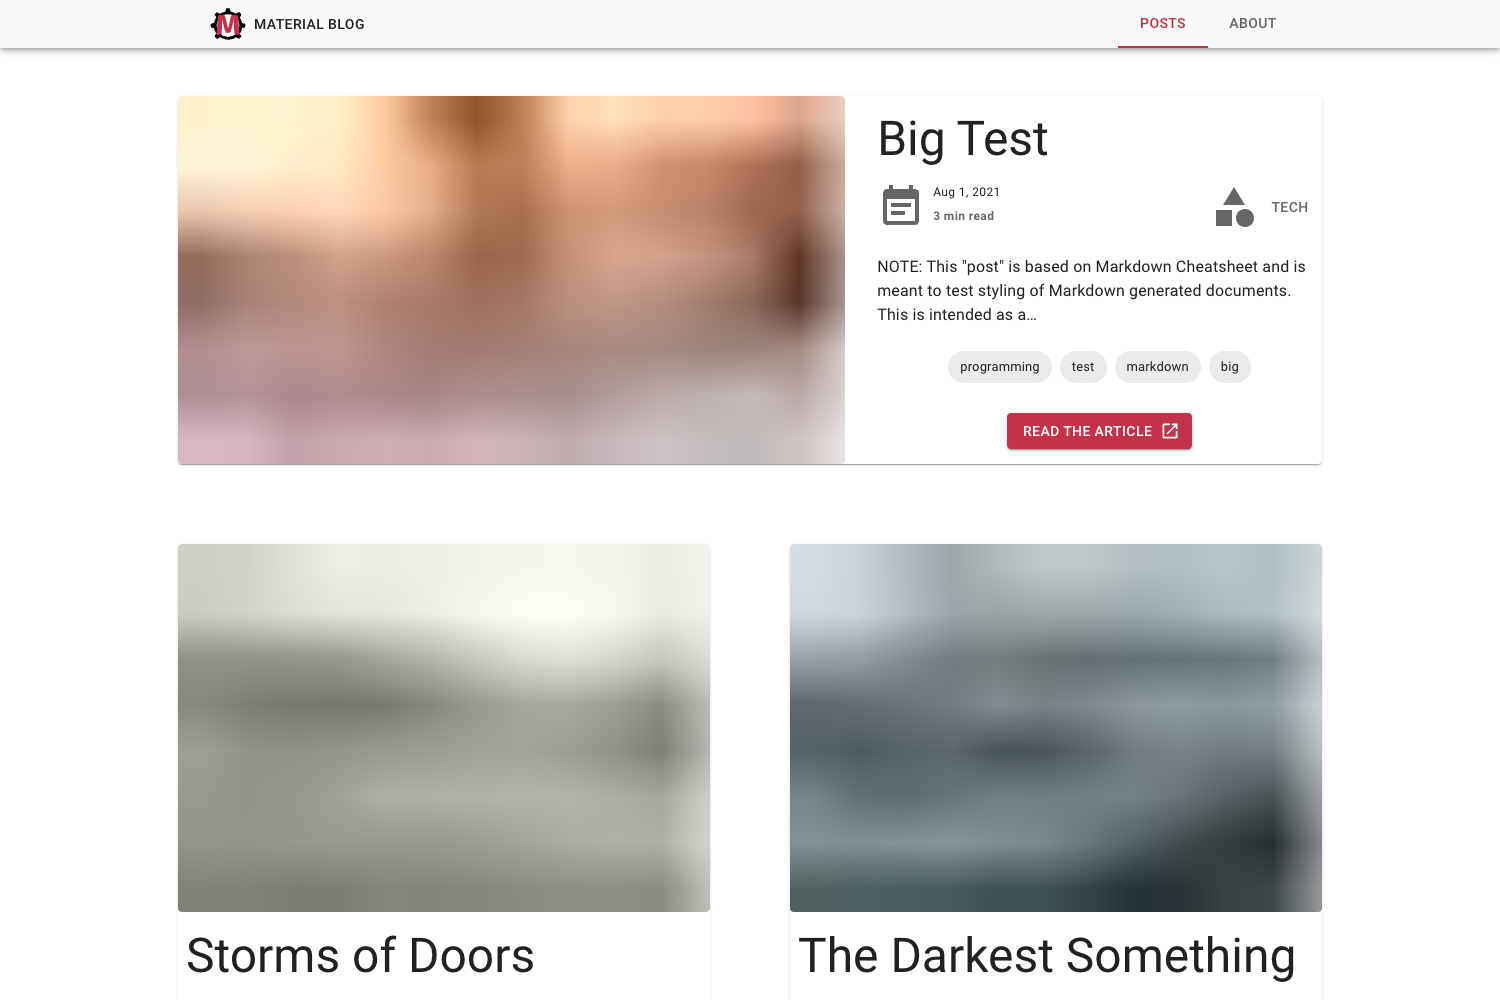 M MATERIAL BLOG
POSTS
ABOUT
Big Test
Aug 1, 2021
3 min read
TECH
NOTE: This "post" is based on Markdown Cheatsheet and is
meant to test styling of Markdown generated documents.
This is intended as a…
programming
test
markdown
big
READ THE ARTICLE
Storms of Doors
The Darkest Something